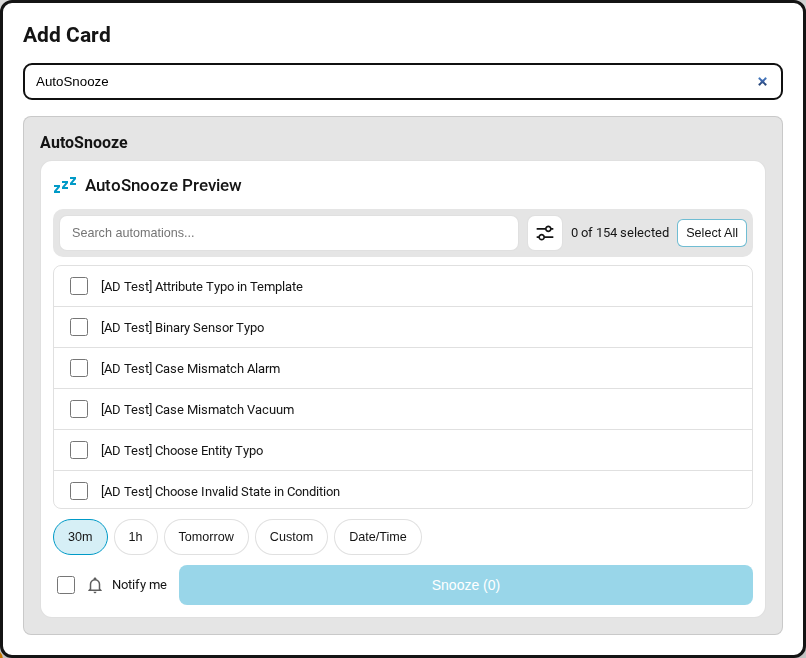 Add Card
AutoSnooze
AutoSnooze
zzz AutoSnooze Preview
Search automations... 0 of 154 selected Select All
[AD Test] Attribute Typo in Template
[AD Test] Binary Sensor Typo
[AD Test] Case Mismatch Alarm
[AD Test] Case Mismatch Vacuum
[AD Test] Choose Entity Typo
[AD Test] Choose Invalid State in Condition
30m 1h Tomorrow Custom Date/Time
Notify me Snooze (0)